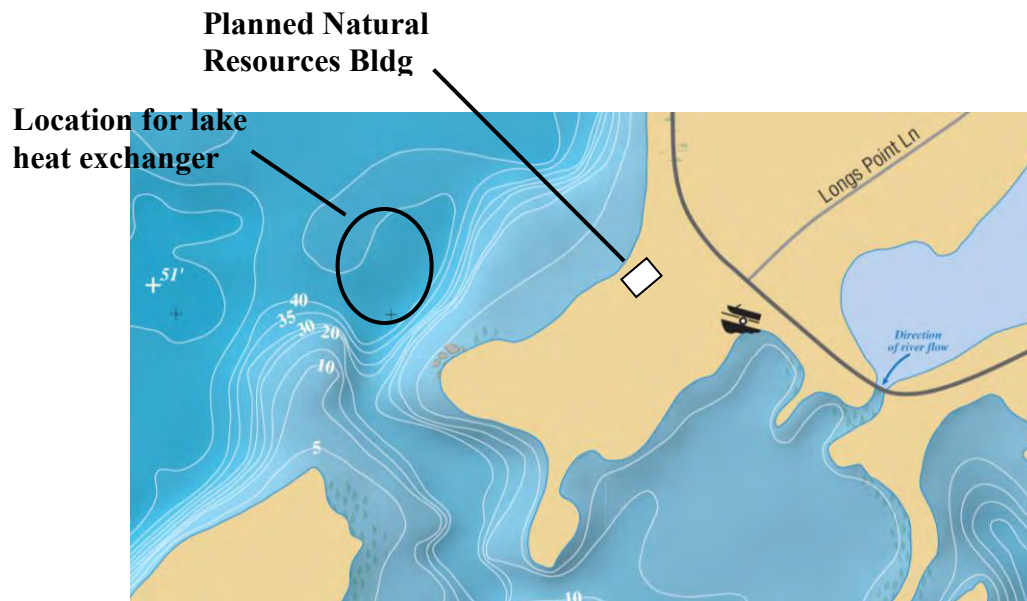 Planned Natural
Resources Bldg
Location for lake
heat exchanger
Longs Point Ln
51'
40
35
30
20
10
5
Direction
of river flow
10